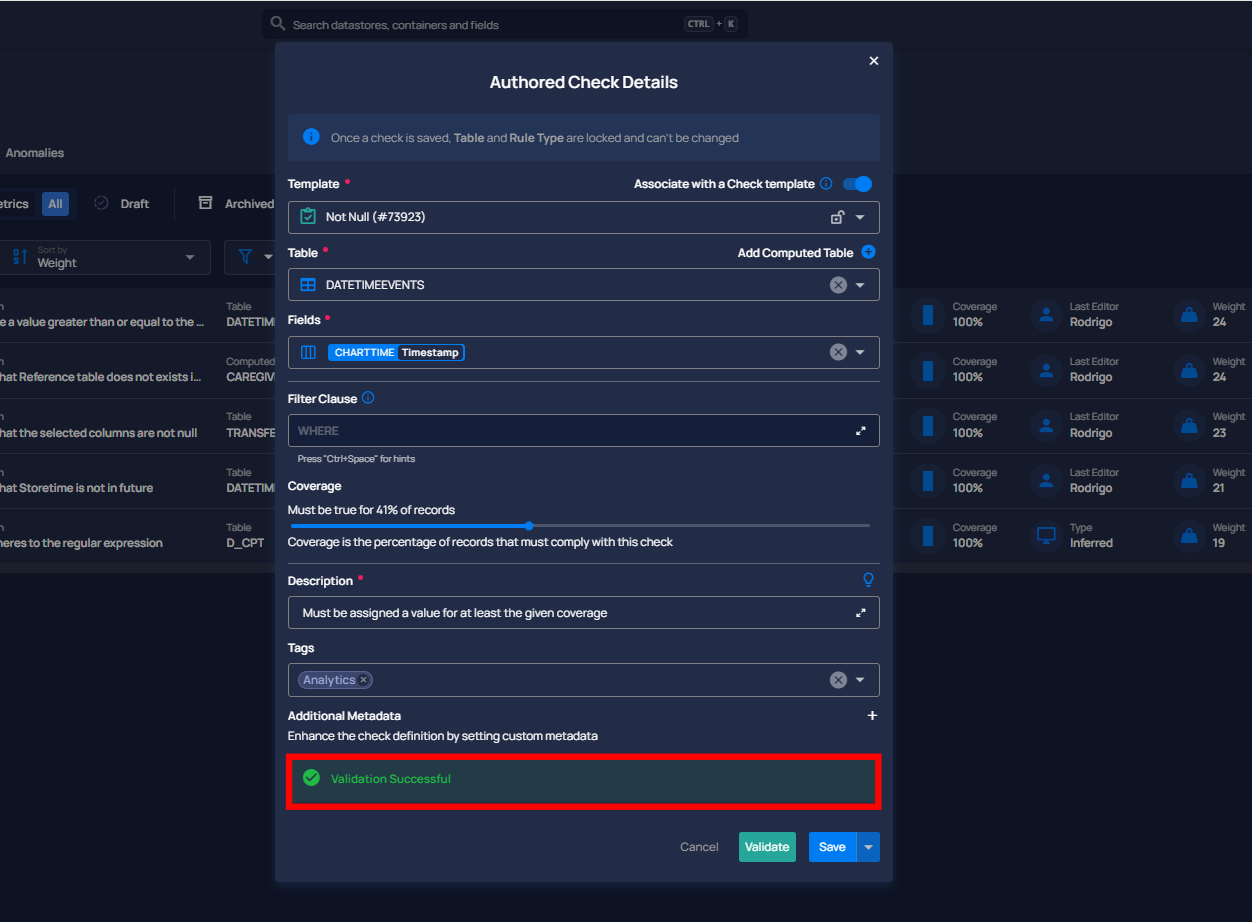 Search datastores, containers and fields CTRL + K
Authored Check Details
Once a check is saved, Table and Rule Type are locked and can't be changed
Anomalies
Template * Associate with a Check template
etrics All Draft Archived
Not Null (#73923)
Sort by
Weight
Table * Add Computed Table
DATETIMEEVENTS
Fields *
CHARTTIME Timestamp
Filter Clause
WHERE
Press "Ctrl+Space" for hints
Coverage
Must be true for 41% of records
Coverage is the percentage of records that must comply with this check
Description *
Must be assigned a value for at least the given coverage
Tags
Analytics
Additional Metadata
Enhance the check definition by setting custom metadata
Validation Successful
Cancel Validate Save
n Table Coverage Last Editor Weight
e a value greater than or equal to the ... DATETIM 100% Rodrigo 24
n Computed Coverage Last Editor Weight
hat Reference table does not exists i... CAREGIV 100% Rodrigo 24
n Table Coverage Last Editor Weight
hat the selected columns are not null TRANSFE 100% Rodrigo 23
n Table Coverage Last Editor Weight
hat Storetime is not in future DATETIM 100% Rodrigo 21
n Table Coverage Type Weight
heres to the regular expression D_CPT 100% Inferred 19